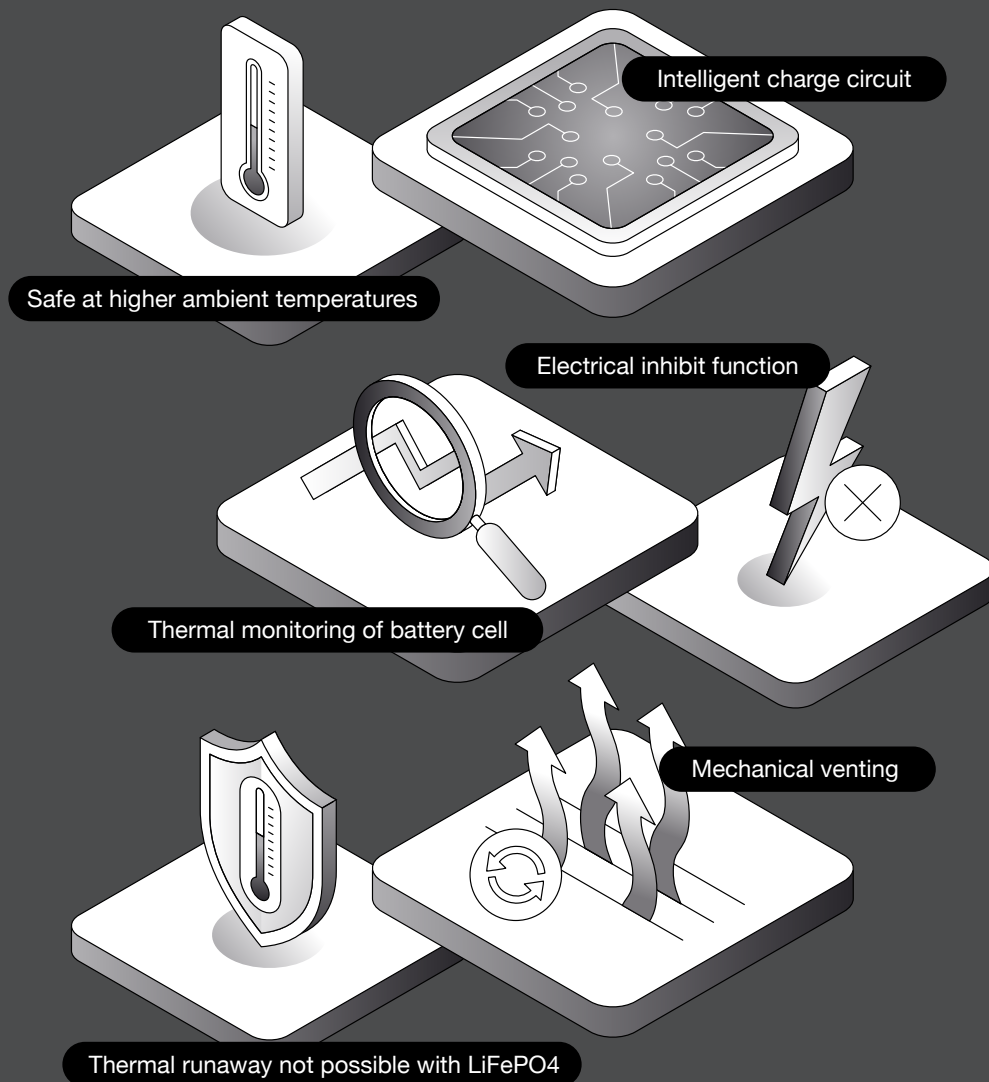 Intelligent charge circuit
Safe at higher ambient temperatures
Electrical inhibit function
Thermal monitoring of battery cell
Mechanical venting
Thermal runaway not possible with LiFePO4